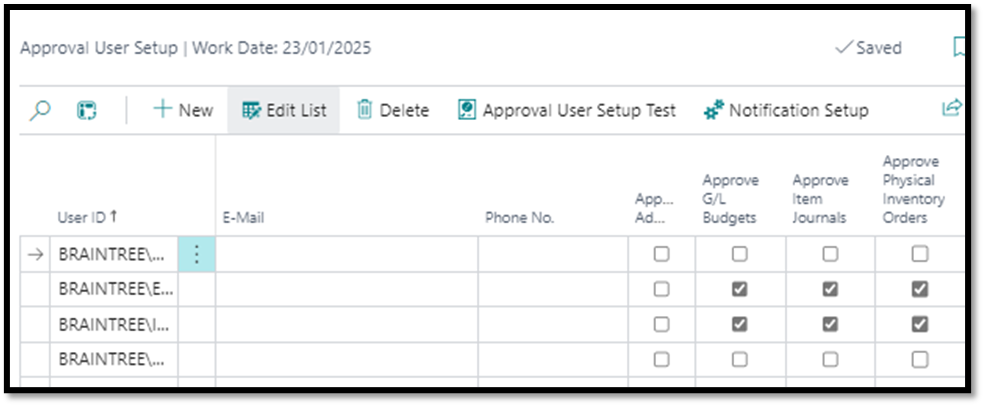 Approval User Setup | Work Date: 23/01/2025
Saved
New
Edit List
Delete
Approval User Setup Test
Notification Setup
User ID ↑
E-Mail
Phone No.
App...
Ad...
Approve
G/L
Budgets
Approve
Item
Journals
Approve
Physical
Inventory
Orders
BRAINTREE\...
BRAINTREE\E...
BRAINTREE\I...
BRAINTREE\...